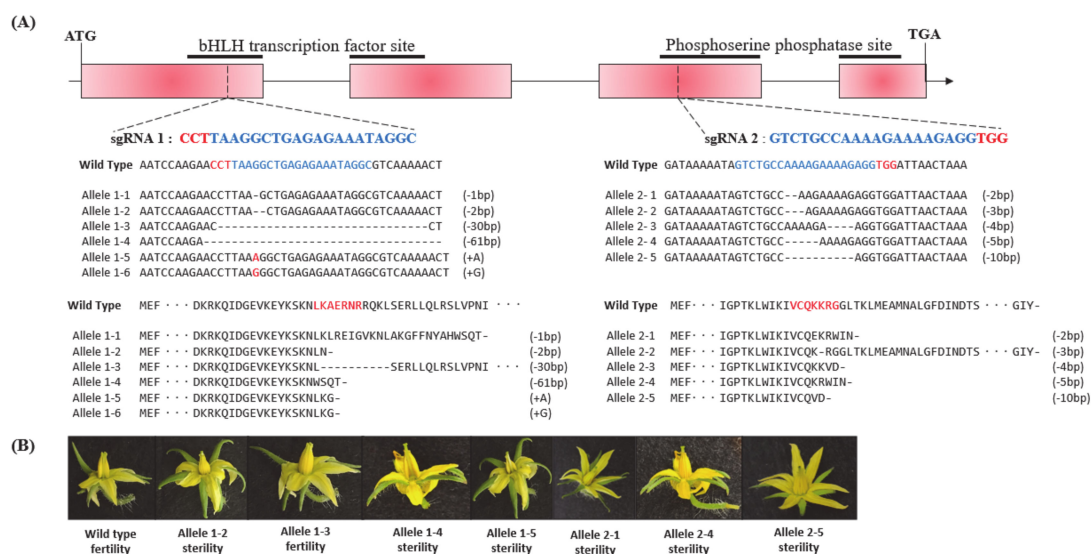 (A)
ATG
bHLH transcription factor site
Phosphoserine phosphatase site
TGA
sgRNA 1 : CCTTAAGGCTGAGAGAAATAGGC
sgRNA 2 : GTCTGCCAAAAGAAAAGAGGTGG
Wild Type AATCCAAGAACCTTAAGGCTGAGAGAAATAGGCGTCAAAAACT
Allele 1-1 AATCCAAGAACCTTAA-GCTGAGAGAAATAGGCGTCAAAAACT (-1bp)
Allele 1-2 AATCCAAGAACCTTAA--CTGAGAGAAATAGGCGTCAAAAACT (-2bp)
Allele 1-3 AATCCAAGAAC------------------------------CT (-30bp)
Allele 1-4 AATCCAAGA---------------------------------- (-61bp)
Allele 1-5 AATCCAAGAACCTTAAAGGCTGAGAGAAATAGGCGTCAAAAACT (+A)
Allele 1-6 AATCCAAGAACCTTAAGGGCTGAGAGAAATAGGCGTCAAAAACT (+G)
Wild Type GATAAAAATAGTCTGCCAAAAGAAAAGAGGTGGATTAACTAAA
Allele 2- 1 GATAAAAATAGTCTGCC--AAGAAAAGAGGTGGATTAACTAAA (-2bp)
Allele 2- 2 GATAAAAATAGTCTGCC---AGAAAAGAGGTGGATTAACTAAA (-3bp)
Allele 2- 3 GATAAAAATAGTCTGCCAAAAGA----GAGGTGGATTAACTAAA (-4bp)
Allele 2- 4 GATAAAAATAGTCTGCC-----AAAAGAGGTGGATTAACTAAA (-5bp)
Allele 2- 5 GATAAAAATAGTCTGCC----------AGGTGGATTAACTAAA (-10bp)
Wild Type MEF · · · DKRKQIDGEVKEYKSKNLKAERNRRQKLSERLLQLRSLVPNI · · ·
Allele 1-1 MEF · · · DKRKQIDGEVKEYKSKNLKLREIGVKNLAKGFFNYAHWSQT- (-1bp)
Allele 1-2 MEF · · · DKRKQIDGEVKEYKSKNLN- (-2bp)
Allele 1-3 MEF · · · DKRKQIDGEVKEYKSKNL----------SERLLQLRSLVPNI · · · (-30bp)
Allele 1-4 MEF · · · DKRKQIDGEVKEYKSKNWSQT- (-61bp)
Allele 1-5 MEF · · · DKRKQIDGEVKEYKSKNLKG- (+A)
Allele 1-6 MEF · · · DKRKQIDGEVKEYKSKNLKG- (+G)
Wild Type MEF· · · IGPTKLWIKIVCQKKRGGLTKLMEAMNALGFDINDTS · · · GIY-
Allele 2-1 MEF· · · IGPTKLWIKIVCQEKRWIN- (-2bp)
Allele 2-2 MEF· · · IGPTKLWIKIVCQK-RGGLTKLMEAMNALGFDINDTS · · · GIY- (-3bp)
Allele 2-3 MEF· · · IGPTKLWIKIVCQKKVD- (-4bp)
Allele 2-4 MEF· · · IGPTKLWIKIVCQKRWIN- (-5bp)
Allele 2-5 MEF· · · IGPTKLWIKIVCQVD- (-10bp)
(B)
Wild type fertility
Allele 1-2 sterility
Allele 1-3 fertility
Allele 1-4 sterility
Allele 1-5 sterility
Allele 2-1 sterility
Allele 2-4 sterility
Allele 2-5 sterility